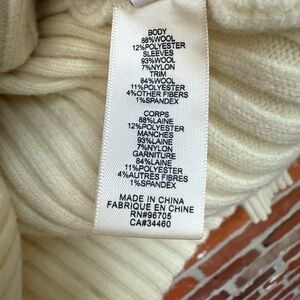 BODY
88%WOOL
12%POLYESTER
SLEEVES
93%WOOL
7%NYLON
TRIM
84%WOOL
11%POLYESTER
4%OTHER FIBERS
1%SPANDEX
CORPS
88%LAINE
12%POLYESTER
MANCHES
93%LAINE
7%NYLON
GARNITURE
84%LAINE
11%POLYESTER
4%AUTRES FIBRES
1%SPANDEX
MADE IN CHINA
FABRIQUE EN CHINE
RN#96705
CA#34460